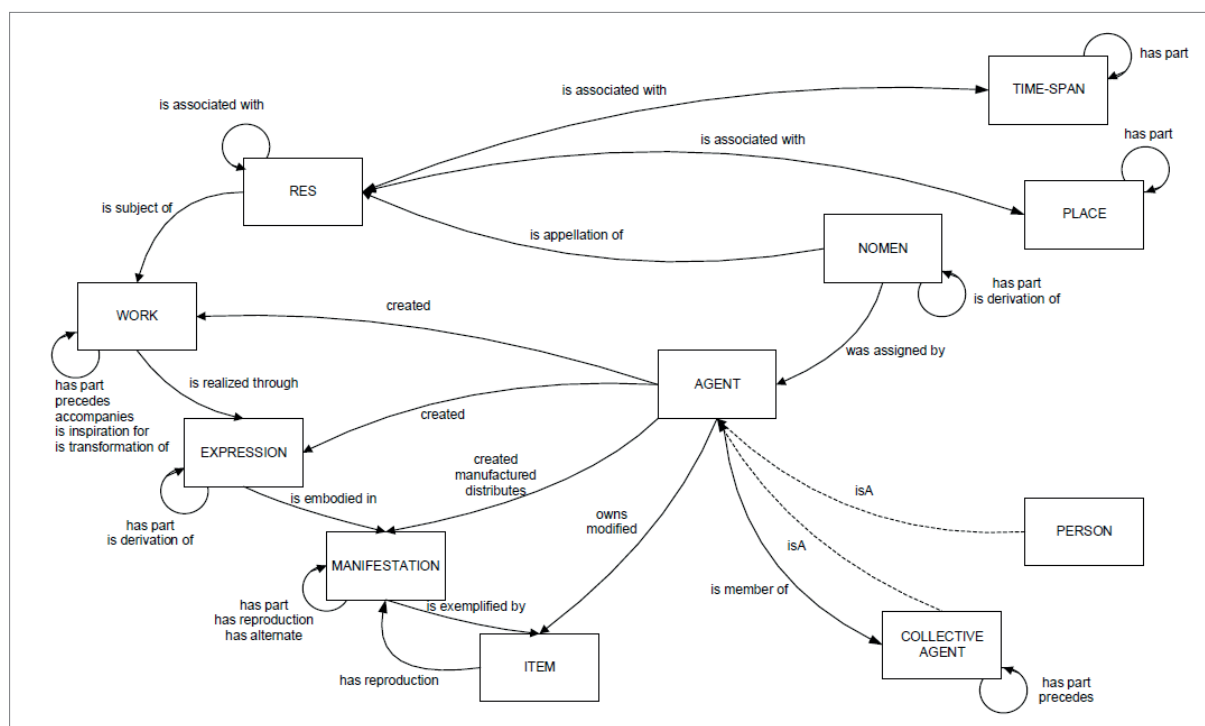 has part
TIME-SPAN
is associated with
is associated with
has part
is associated with
RES
PLACE
is subject of
is appellation of
NOMEN
has part
is derivation of
WORK
created
was assigned by
AGENT
has part
precedes
accompanies
is inspiration for
is transformation of
is realized through
created
EXPRESSION
created
manufactured
distributes
is embodied in
has part
is derivation of
owns
modified
isA
PERSON
isA
MANIFESTATION
is member of
has part
has reproduction
has alternate
is exemplified by
COLLECTIVE
AGENT
ITEM
has reproduction
has part
precedes